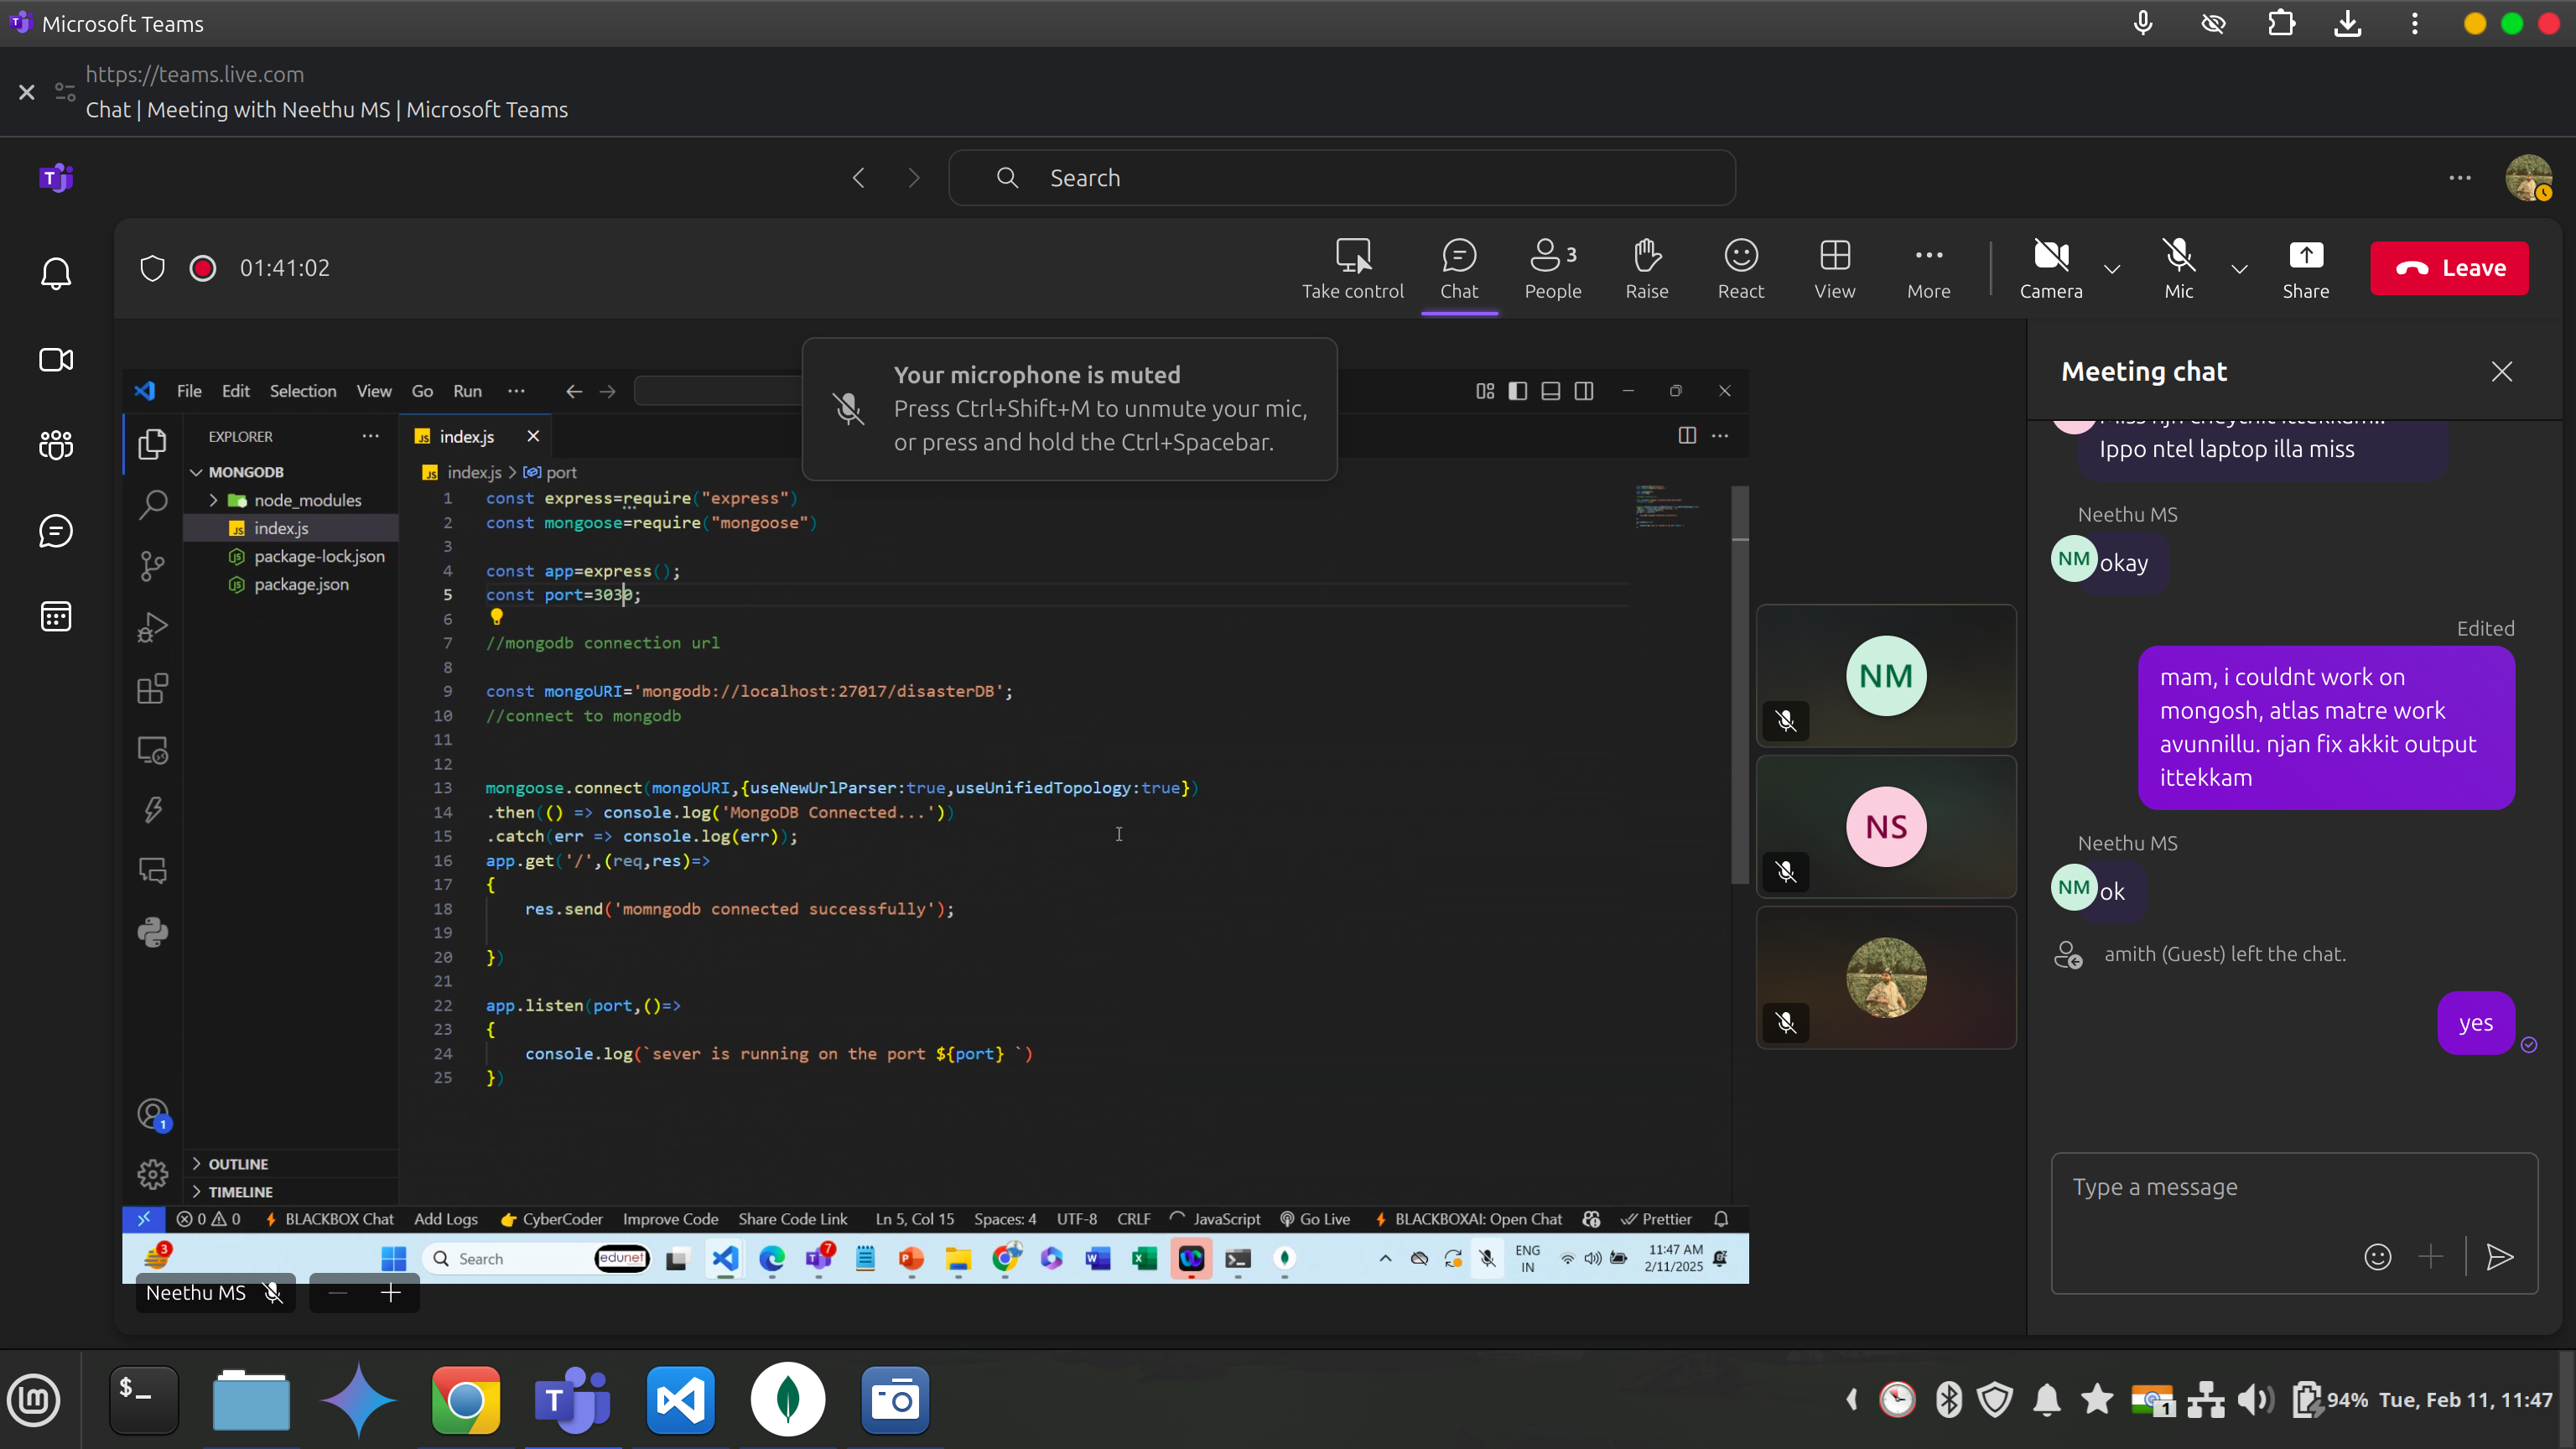 Microsoft Teams
https://teams.live.com
Chat | Meeting with Neethu MS | Microsoft Teams
Search
01:41:02
Take control
Chat
People
3
Raise
React
View
More
Camera
Mic
Share
Leave
Your microphone is muted
Press Ctrl+Shift+M to unmute your mic,
or press and hold the Ctrl+Spacebar.
File Edit Selection View Go Run
EXPLORER
MONGODB
node_modules
index.js
package-lock.json
package.json
OUTLINE
TIMELINE
index.js
index.js > port
1 const express=require("express")
2 const mongoose=require("mongoose")
3
4 const app=express();
5 const port=3030;
6
7 //mongodb connection url
8
9 const mongoURI='mongodb://localhost:27017/disasterDB';
10 //connect to mongodb
11
12
13 mongoose.connect(mongoURI,{useNewUrlParser:true,useUnifiedTopology:true})
14 .then(() => console.log('MongoDB Connected...'))
15 .catch(err => console.log(err));
16 app.get('/',(req,res)=>
17 {
18 res.send('momngodb connected successfully');
19
20 })
21
22 app.listen(port,()=>
23 {
24 console.log(`sever is running on the port ${port} `)
25 })
1
0 0 BLACKBOX Chat Add Logs CyberCoder Improve Code Share Code Link Ln 5, Col 15 Spaces: 4 UTF-8 CRLF JavaScript Go Live BLACKBOXAI: Open Chat Prettier
3
Search
edunet
7
ENG
IN
11:47 AM
2/11/2025
Neethu MS
NM
NS
Meeting chat
Ippo ntel laptop illa miss
Neethu MS
NM
okay
Edited
mam, i couldnt work on
mongosh, atlas matre work
avunnillu. njan fix akkit output
ittekkam
Neethu MS
NM
ok
amith (Guest) left the chat.
yes
Type a message
1
94%
Tue, Feb 11, 11:47